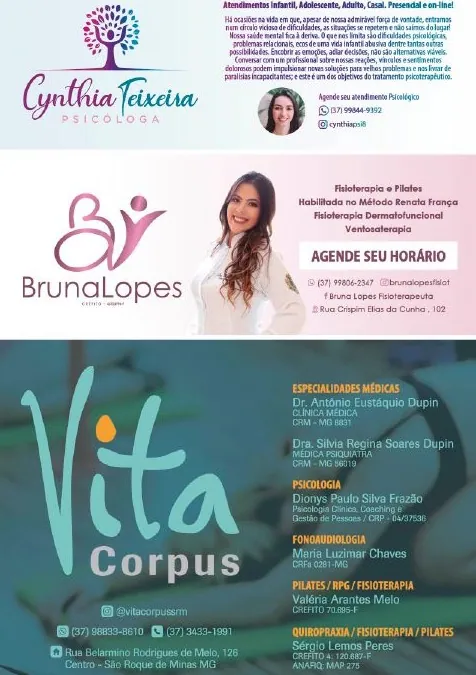 Atendimentos Infantil, Adolescente, Adulto, Casal. Presencial e on-line!
Há ocasiões na vida em que, apesar de nossa admirável força de vontade, entramos
num círculo vicioso de dificuldades, as situações se repetem e não saímos do lugar!
Nossa saúde mental fica à deriva. O que nos limita são dificuldades psicológicas,
problemas relacionais, ecos de uma vida infantil abusiva dentre tantas outras
possibilidades. Encobrir as emoções, adiar decisões, não são alternativas viáveis.
Conversar com um profissional sobre nossas reações, vínculos e sentimentos
dolorosos podem impulsionar novas soluções para velhos problemas e nos livrar de
paralisias incapacitantes; e este é um dos objetivos do tratamento psicoterapêutico.
Cynthia Teixeira
PSICÓLOGA
Agende seu atendimento Psicológico
(37) 99844-9392
cynthiapsi8
BrunaLopes
Fisioterapia e Pilates
Habilitada no Método Renata França
Fisioterapia Dermatofuncional
Ventosaterapia
AGENDE SEU HORÁRIO
(37) 99806-2347 brunalopesfisiot
f Bruna Lopes Fisioterapeuta
Rua Crispim Elias da Cunha , 102
Vita
Corpus
@vitacorpussrm
(37) 98833-8610 (37) 3433-1991
Rua Belarmino Rodrigues de Melo, 126
Centro - São Roque de Minas MG
ESPECIALIDADES MÉDICAS
Dr. Antônio Eustáquio Dupin
CLÍNICA MÉDICA
CRM - MG 8831
Dra. Silvia Regina Soares Dupin
MÉDICA PSIQUIATRA
CRM - MG 56019
PSICOLOGIA
Dionys Paulo Silva Frazão
Psicologia Clínica, Coaching e
Gestão de Pessoas / CRP - 04/37536
FONOAUDIOLOGIA
Maria Luzimar Chaves
CRFa 0281-MG
PILATES / RPG / FISIOTERAPIA
Valéria Arantes Melo
CREFITO 70.695-F
QUIROPRAXIA / FISIOTERAPIA / PILATES
Sérgio Lemos Peres
CREFITO 4: 120.687-F
ANAFIQ: MAP 275